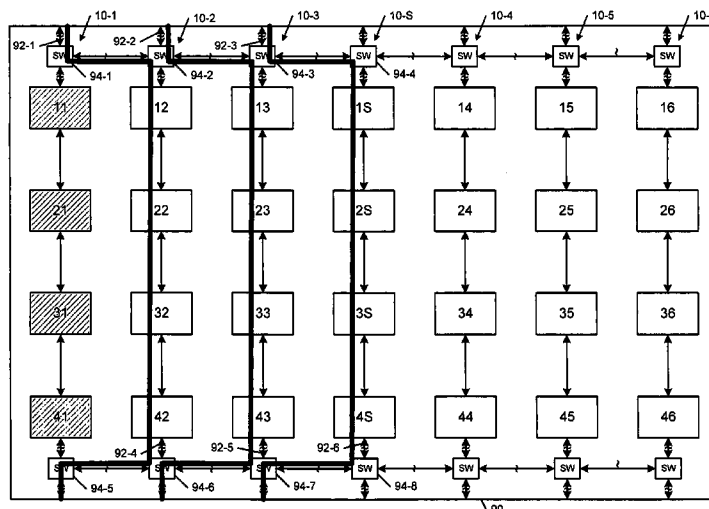 10-1 10-2 10-3 10-S 10-4 10-5 10-
92-1 92-2 92-3
SW SW SW SW SW SW SW
94-1 94-2 94-3 94-4
11 12 13 1S 14 15 16
21 22 23 2S 24 25 26
31 32 33 3S 34 35 36
41 42 43 4S 44 45 46
92-4 92-5 92-6
SW SW SW SW SW SW SW
94-5 94-6 94-7 94-8
90